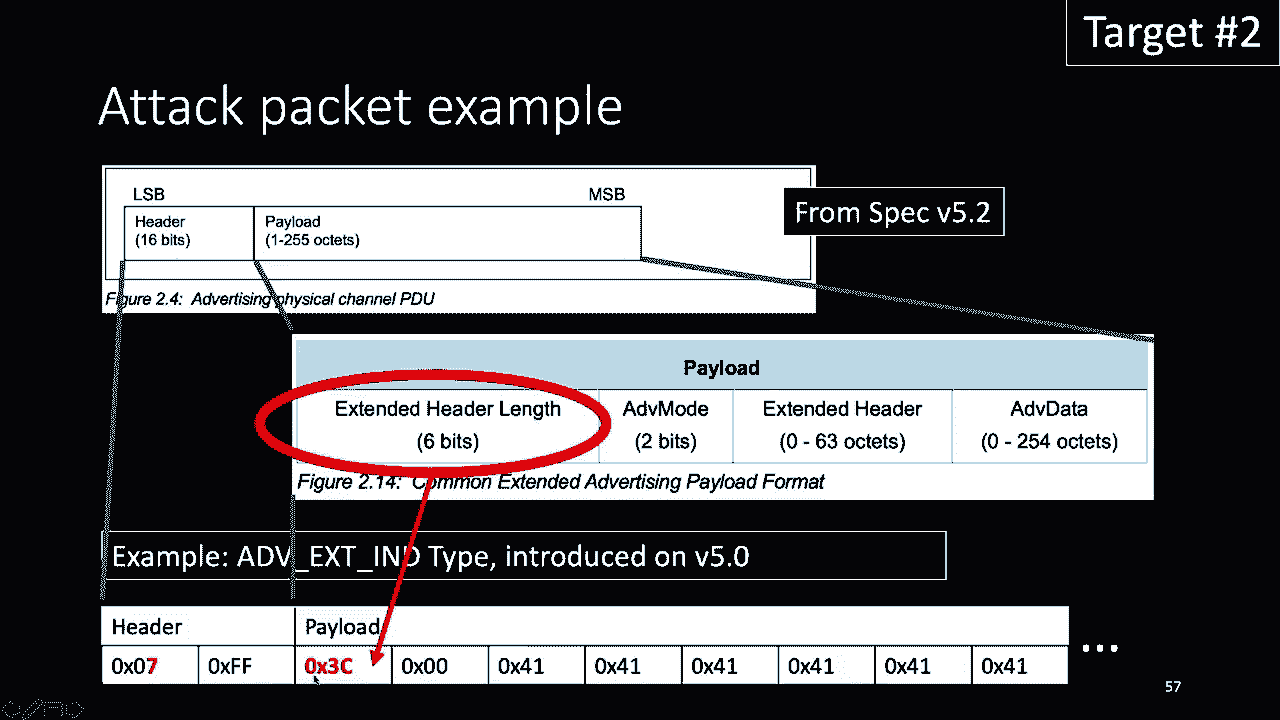 Target #2
Attack packet example
LSB MSB
Header Payload
(16 bits) (1-255 octets)
From Spec v5.2
Figure 2.4: Advertising physical channel PDU
Payload
Extended Header Length AdvMode Extended Header AdvData
(6 bits) (2 bits) (0 - 63 octets) (0 - 254 octets)
Figure 2.14: Common Extended Advertising Payload Format
Example: ADV_EXT_IND Type, introduced on v5.0
Header Payload
0x07 0xFF 0x3C 0x00 0x41 0x41 0x41 0x41 0x41 0x41 ...
57